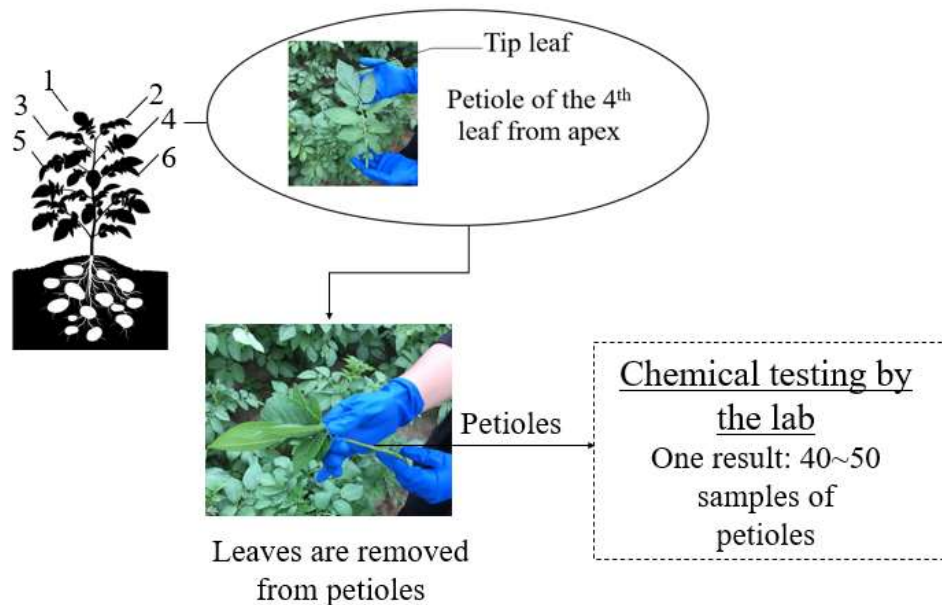 Tip leaf
Petiole of the 4th
leaf from apex
1
2
3
4
5
6
Petioles
Leaves are removed
from petioles
Chemical testing by
the lab
One result: 40~50
samples of
petioles